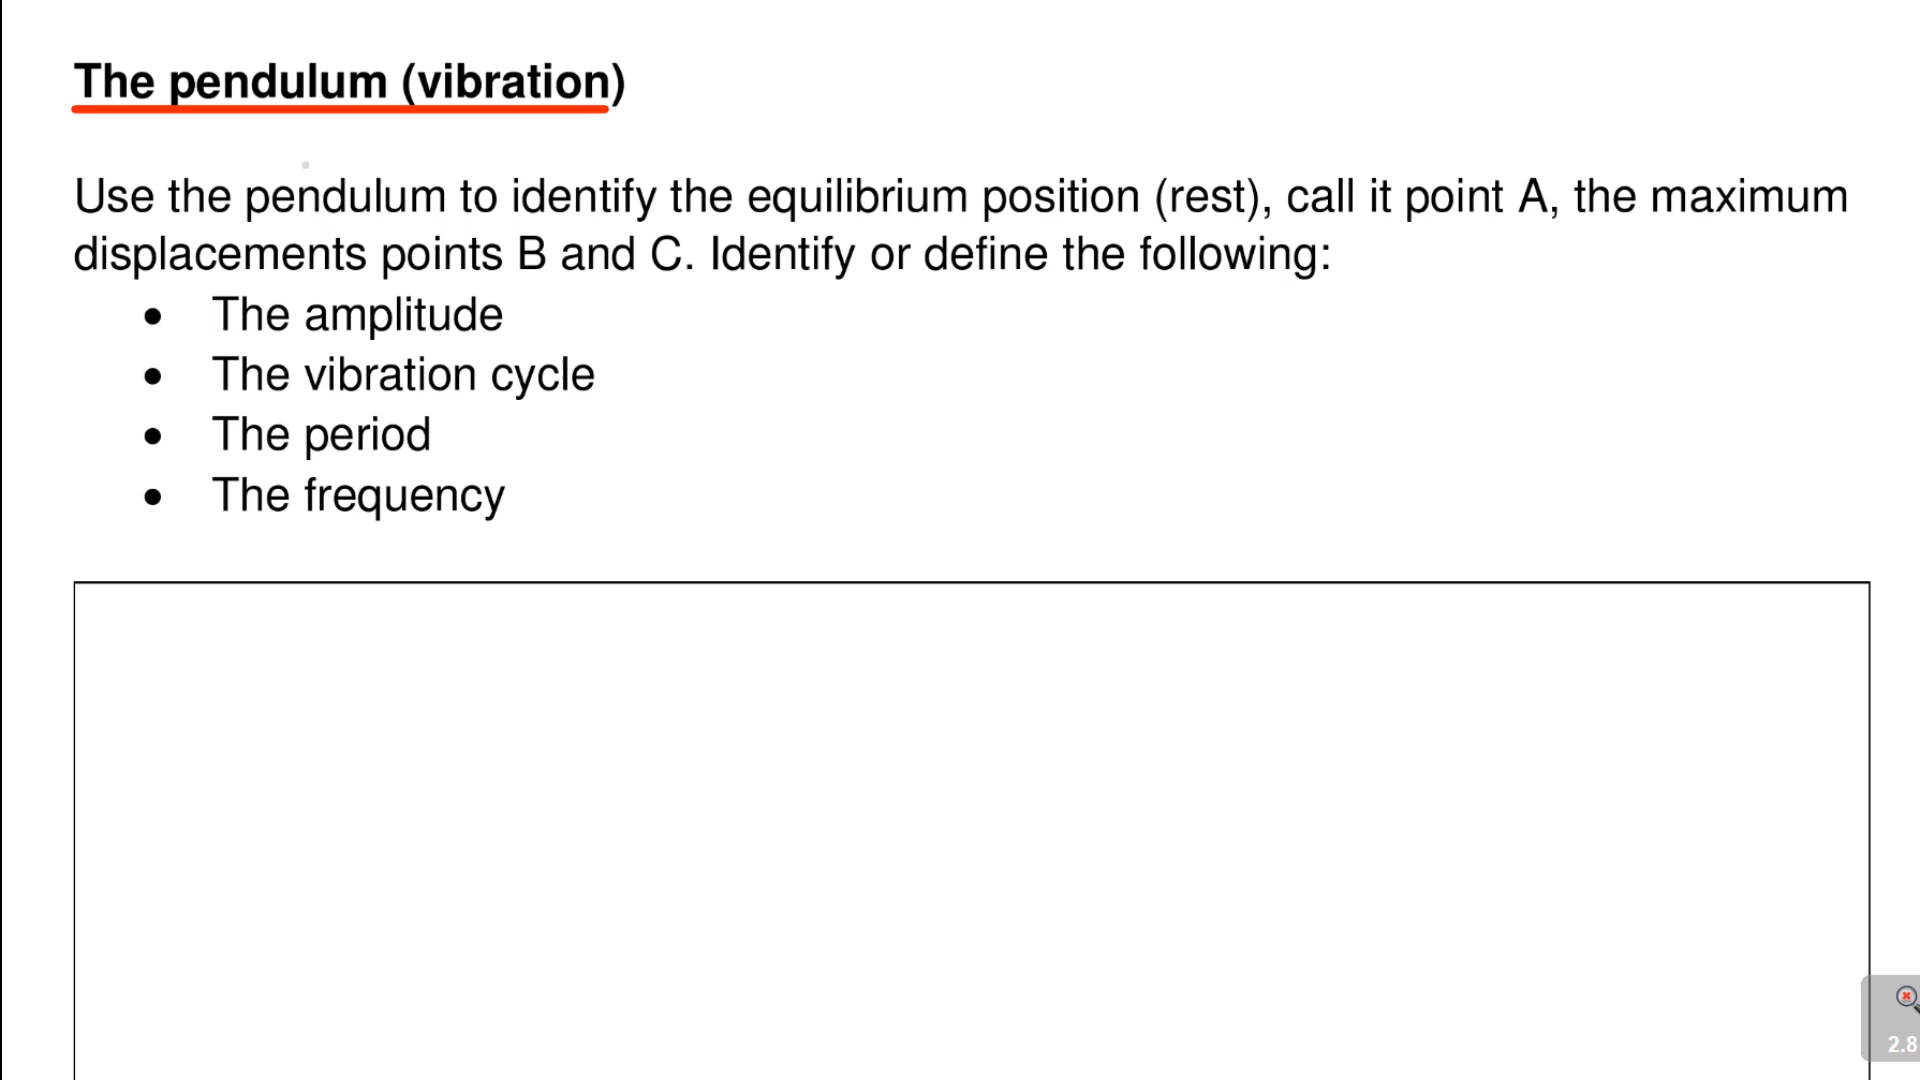 The pendulum (vibration)
Use the pendulum to identify the equilibrium position (rest), call it point A, the maximum
displacements points B and C. Identify or define the following:
• The amplitude
• The vibration cycle
• The period
• The frequency
2.8